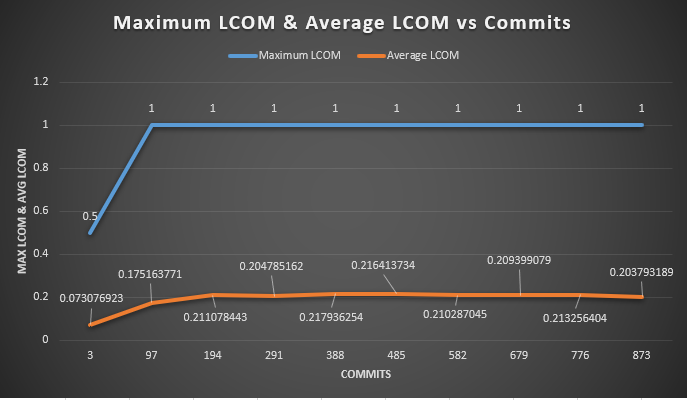 Maximum LCOM & Average LCOM vs Commits
Maximum LCOM Average LCOM
1.2
1 1 1 1 1 1 1 1 1
1
0.8
0.6
0.5
0.4
0.209399079
0.204785162 0.216413734
0.175163771 0.203793189
0.2 0.073076923
0.211078443 0.217936254 0.210287045 0.213256404
0
3 97 194 291 388 485 582 679 776 873
COMMITS
MAX LCOM & AVG LCOM